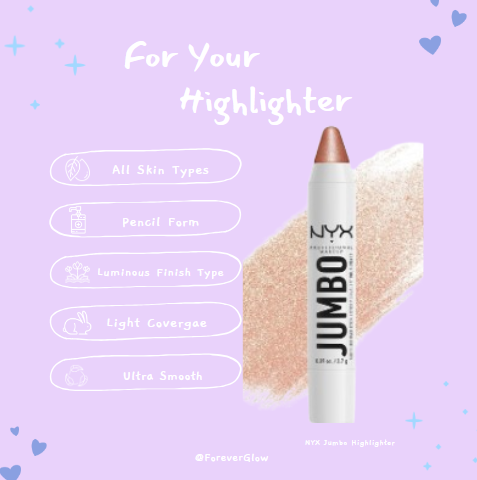 For Your
Highlighter
All Skin Types
Pencil Form
Luminous Finish Type
Light Covergae
Ultra Smooth
NYX
PROFESSIONAL
MAKEUP
JUMBO
NYX Jumbo Highlighter
@ForeverGlow